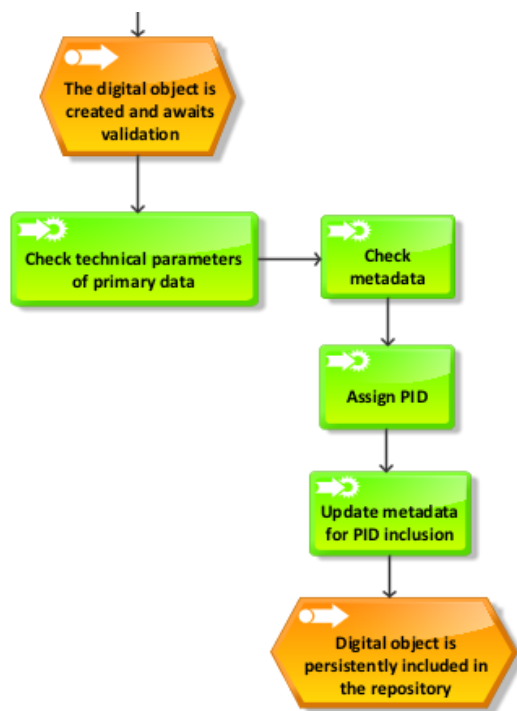 The digital object is
created and awaits
validation
Check technical parameters
of primary data
Check
metadata
Assign PID
Update metadata
for PID inclusion
Digital object is
persistently included in
the repository